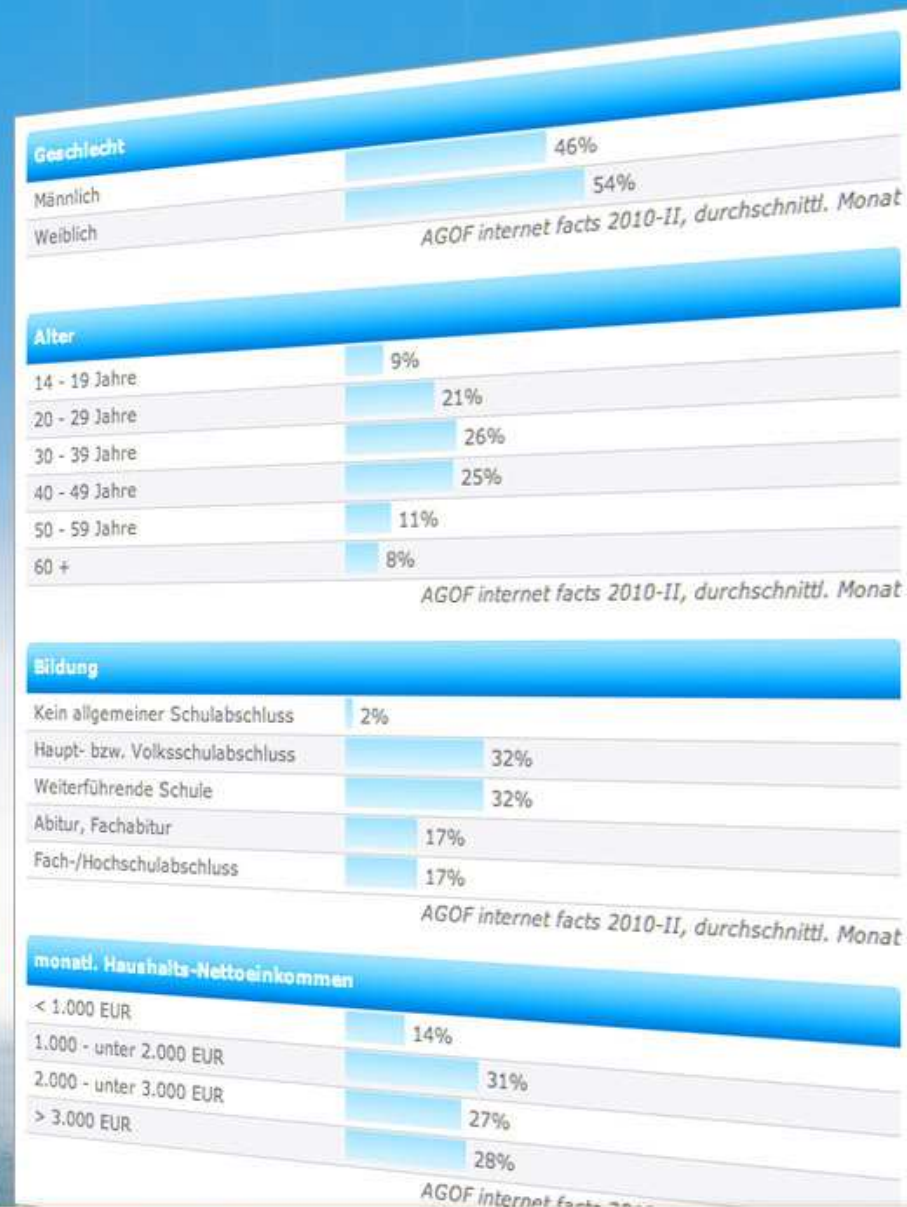 Geschlecht
Männlich 46%
Weiblich 54%
AGOF internet facts 2010-II, durchschnittl. Monat
Alter
14 - 19 Jahre 9%
20 - 29 Jahre 21%
30 - 39 Jahre 26%
40 - 49 Jahre 25%
50 - 59 Jahre 11%
60 + 8%
AGOF internet facts 2010-II, durchschnittl. Monat
Bildung
Kein allgemeiner Schulabschluss 2%
Haupt- bzw. Volksschulabschluss 32%
Weiterführende Schule 32%
Abitur, Fachabitur 17%
Fach-/Hochschulabschluss 17%
AGOF internet facts 2010-II, durchschnittl. Monat
monatl. Haushalts-Nettoeinkommen
< 1.000 EUR 14%
1.000 - unter 2.000 EUR 31%
2.000 - unter 3.000 EUR 27%
> 3.000 EUR 28%
AGOF internet facts